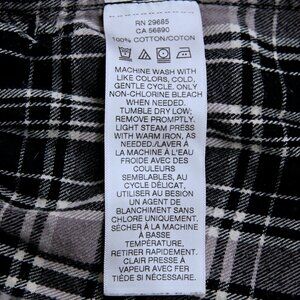 RN 29685
CA 56890
100% COTTON/COTON
MACHINE WASH WITH
LIKE COLORS, COLD,
GENTLE CYCLE. ONLY
NON-CHLORINE BLEACH
WHEN NEEDED.
TUMBLE DRY LOW;
REMOVE PROMPTLY.
LIGHT STEAM PRESS
WITH WARM IRON, AS
NEEDED./LAVER À
LA MACHINE À L'EAU
FROIDE AVEC DES
COULEURS
SEMBLABLES, AU
CYCLE DÉLICAT,
UTILISER AU BESOIN
UN AGENT DE
BLANCHIMENT SANS
CHLORE UNIQUEMENT.
SÉCHER À LA MACHINE
À BASSE
TEMPÉRATURE,
RETIRER RAPIDEMENT.
CLAIR PRESSE À
VAPEUR AVEC FER
CHAUD, SI NÉCESSAIRE